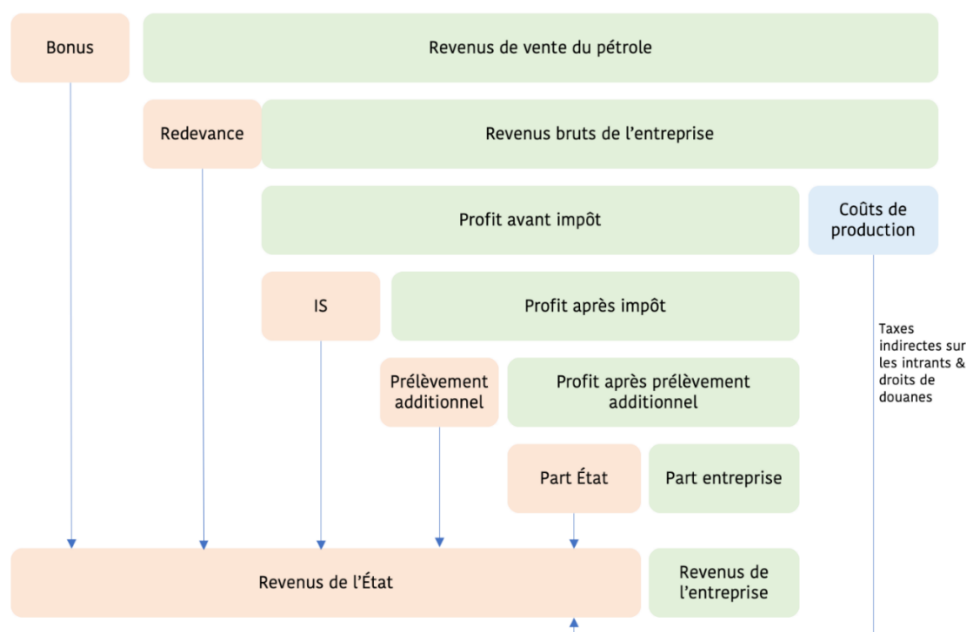 Bonus
Revenus de vente du pétrole
Redevance
Revenus bruts de l'entreprise
Profit avant impôt
Coûts de
production
IS
Profit après impôt
Taxes
indirectes sur
les intrants &
droits de
douanes
Prélèvement
additionnel
Profit après prélèvement
additionnel
Part État
Part entreprise
Revenus de l'État
Revenus de
l'entreprise